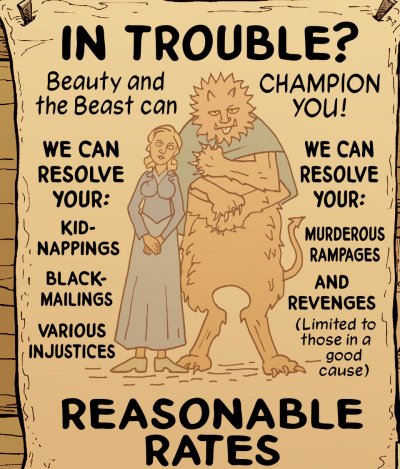 IN TROUBLE?
Beauty and
the Beast can
CHAMPION
YOU!
WE CAN
RESOLVE
YOUR:
KID-
NAPPINGS
BLACK-
MAILINGS
VARIOUS
INJUSTICES
WE CAN
RESOLVE
YOUR:
MURDEROUS
RAMPAGES
AND
REVENGES
(Limited to
those in a
good
cause)
REASONABLE
RATES